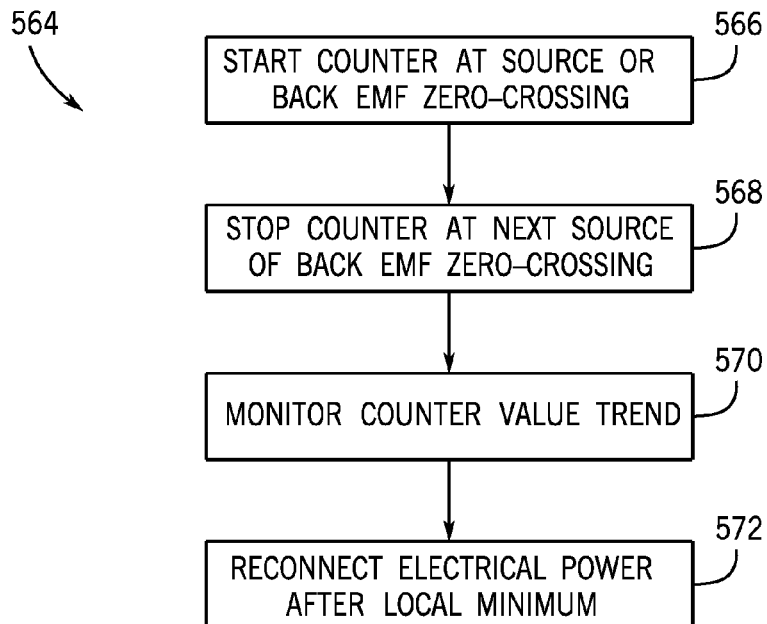 564
566
START COUNTER AT SOURCE OR
BACK EMF ZERO–CROSSING
568
STOP COUNTER AT NEXT SOURCE
OF BACK EMF ZERO–CROSSING
570
MONITOR COUNTER VALUE TREND
572
RECONNECT ELECTRICAL POWER
AFTER LOCAL MINIMUM